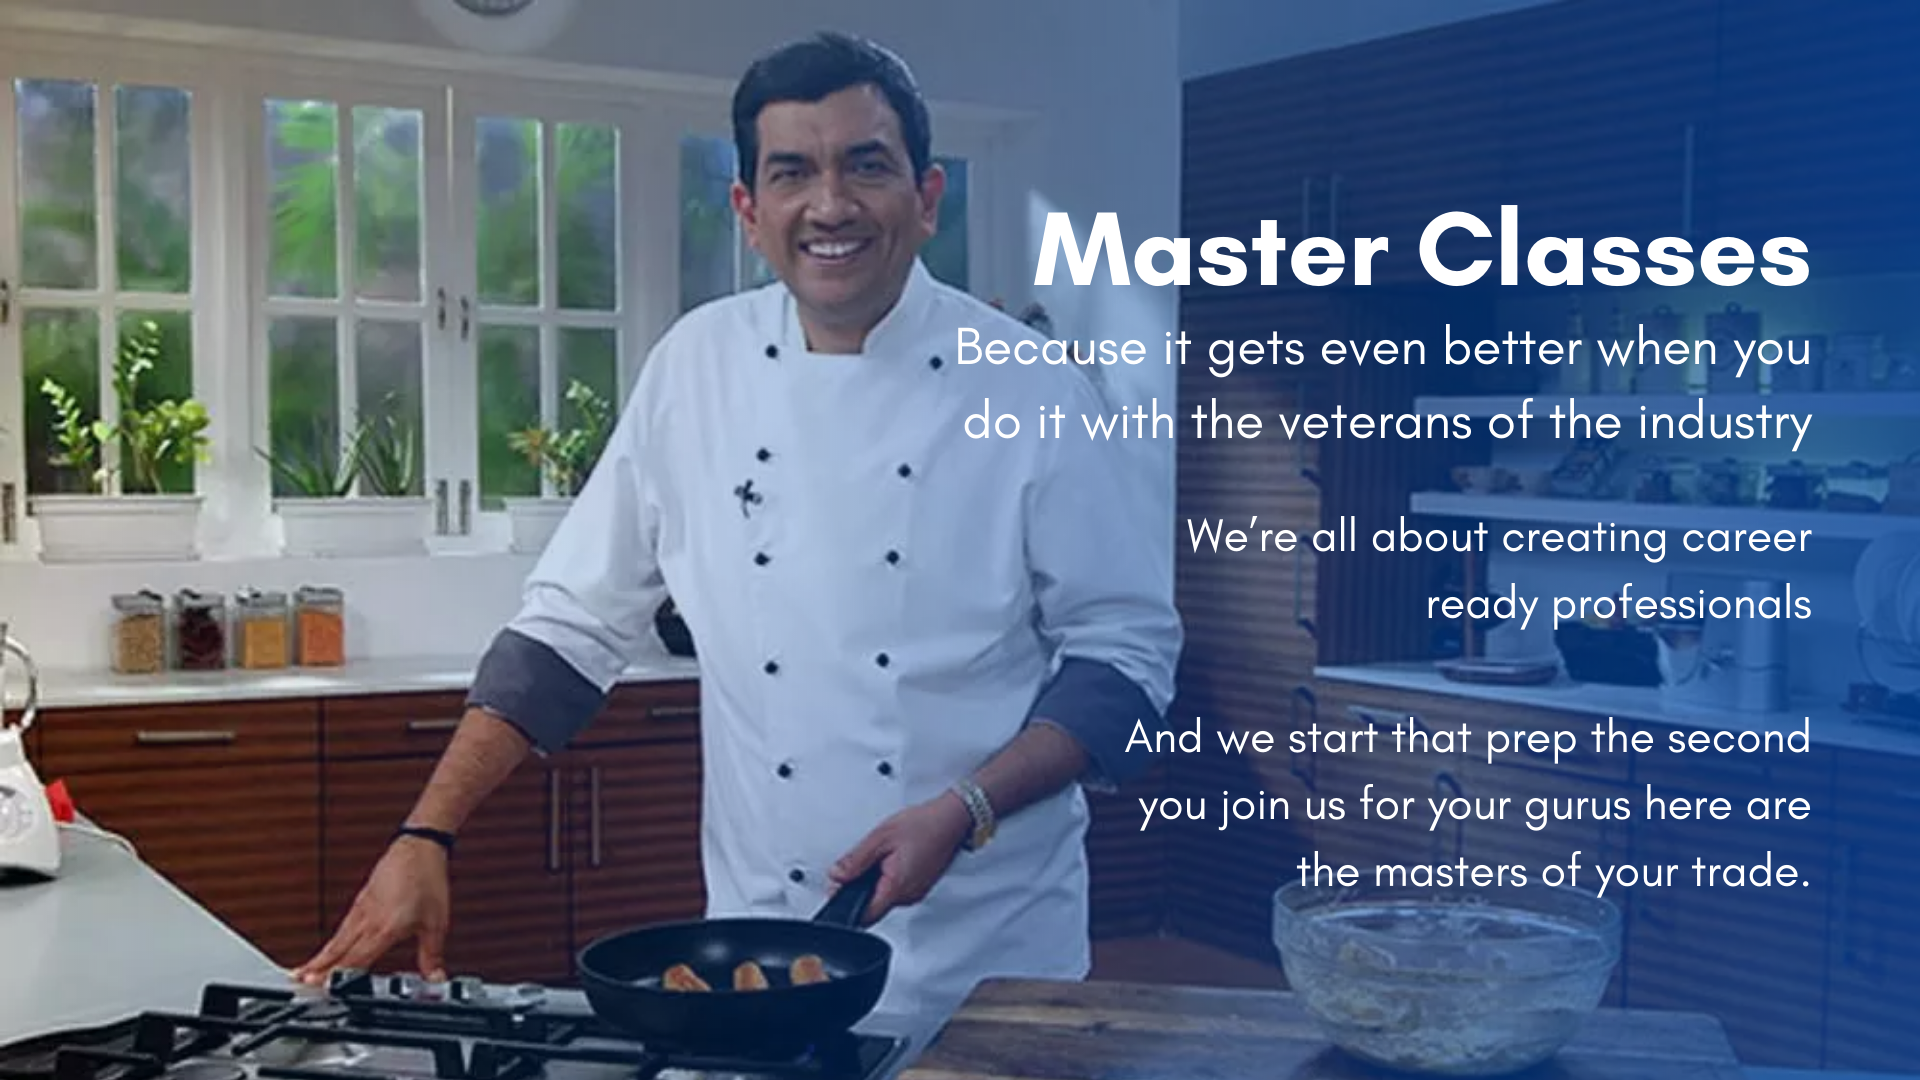 Master Classes
Because it gets even better when you
do it with the veterans of the industry
We’re all about creating career
ready professionals
And we start that prep the second
you join us for your gurus here are
the masters of your trade.